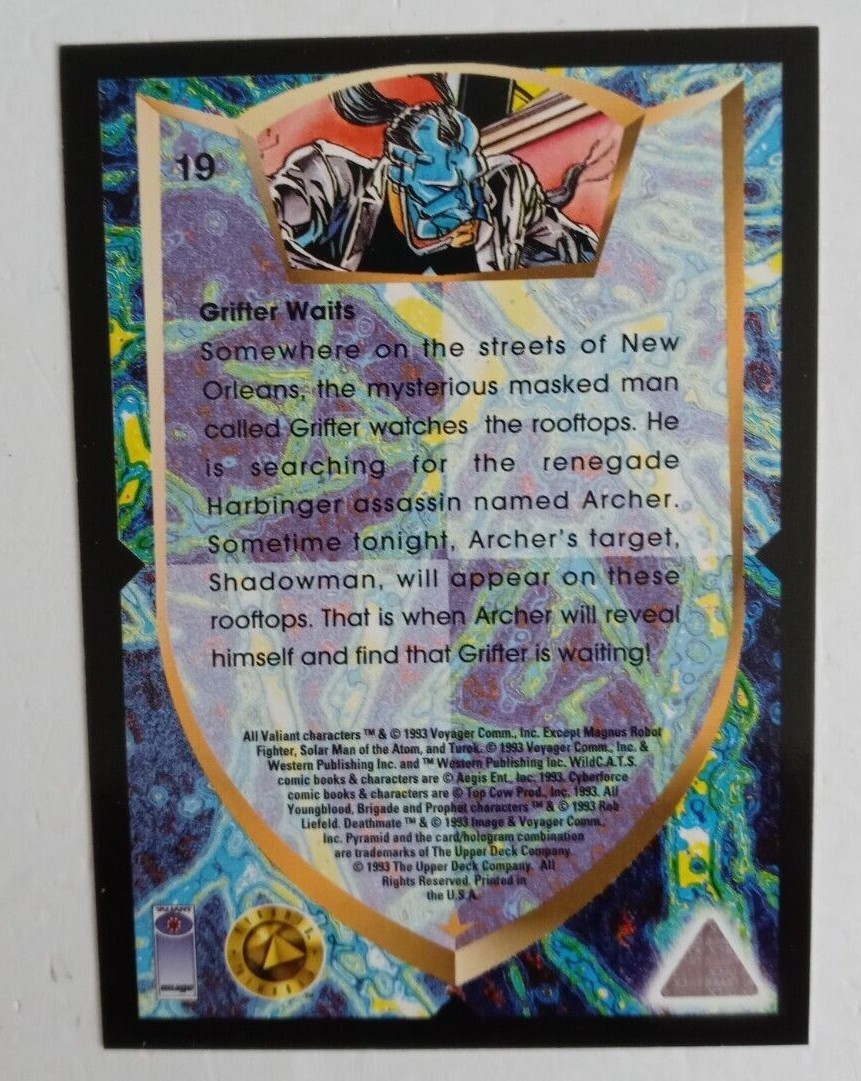 19
Grifter Waits
Somewhere on the streets of New
Orleans, the mysterious masked man
called Grifter watches the rooftops. He
is searching for the renegade
Harbinger assassin named Archer.
Sometime tonight, Archer's target,
Shadowman, will appear on these
rooftops. That is when Archer will reveal
himself and find that Grifter is waiting!
All Valiant characters ™ & © 1993 Voyager Comm., Inc. Except Magnus Robot
Fighter, Solar Man of the Atom, and Turok. © 1993 Voyager Comm., Inc. &
Western Publishing Inc. and ™ Western Publishing Inc. WildC.A.T.S.
comic books & characters are © Aegis Ent., Inc. 1993. Cyberforce
comic books & characters are © Top Cow Prod., Inc. 1993. All
Youngblood, Brigade and Prophet characters ™ & © 1993 Rob
Liefeld. Deathmate ™ & © 1993 Image & Voyager Comm.,
Inc. Pyramid and the card/hologram combination
are trademarks of The Upper Deck Company.
© 1993 The Upper Deck Company. All
Rights Reserved. Printed in
the U.S.A.
VALIANT
image